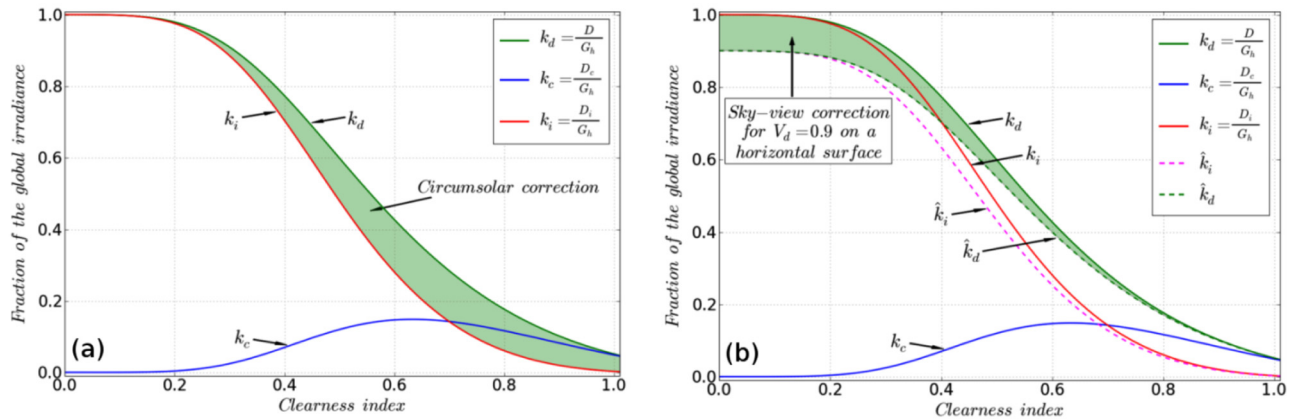 1.0
0.8
0.6
0.4
0.2
0.0
Fraction of the global irradiance
0.0 0.2 0.4 0.6 0.8 1.0
Clearness index
k_d = D/G_h
k_c = D_c/G_h
k_i = D_i/G_h
k_i
k_d
Circumsolar correction
k_c
(a)
1.0
0.8
0.6
0.4
0.2
0.0
Fraction of the global irradiance
0.0 0.2 0.4 0.6 0.8 1.0
Clearness index
k_d = D/G_h
k_c = D_c/G_h
k_i = D_i/G_h
k̂_i
k̂_d
Sky−view correction
for V_d=0.9 on a
horizontal surface
k_d
k_i
k̂_i
k̂_d
k_c
(b)